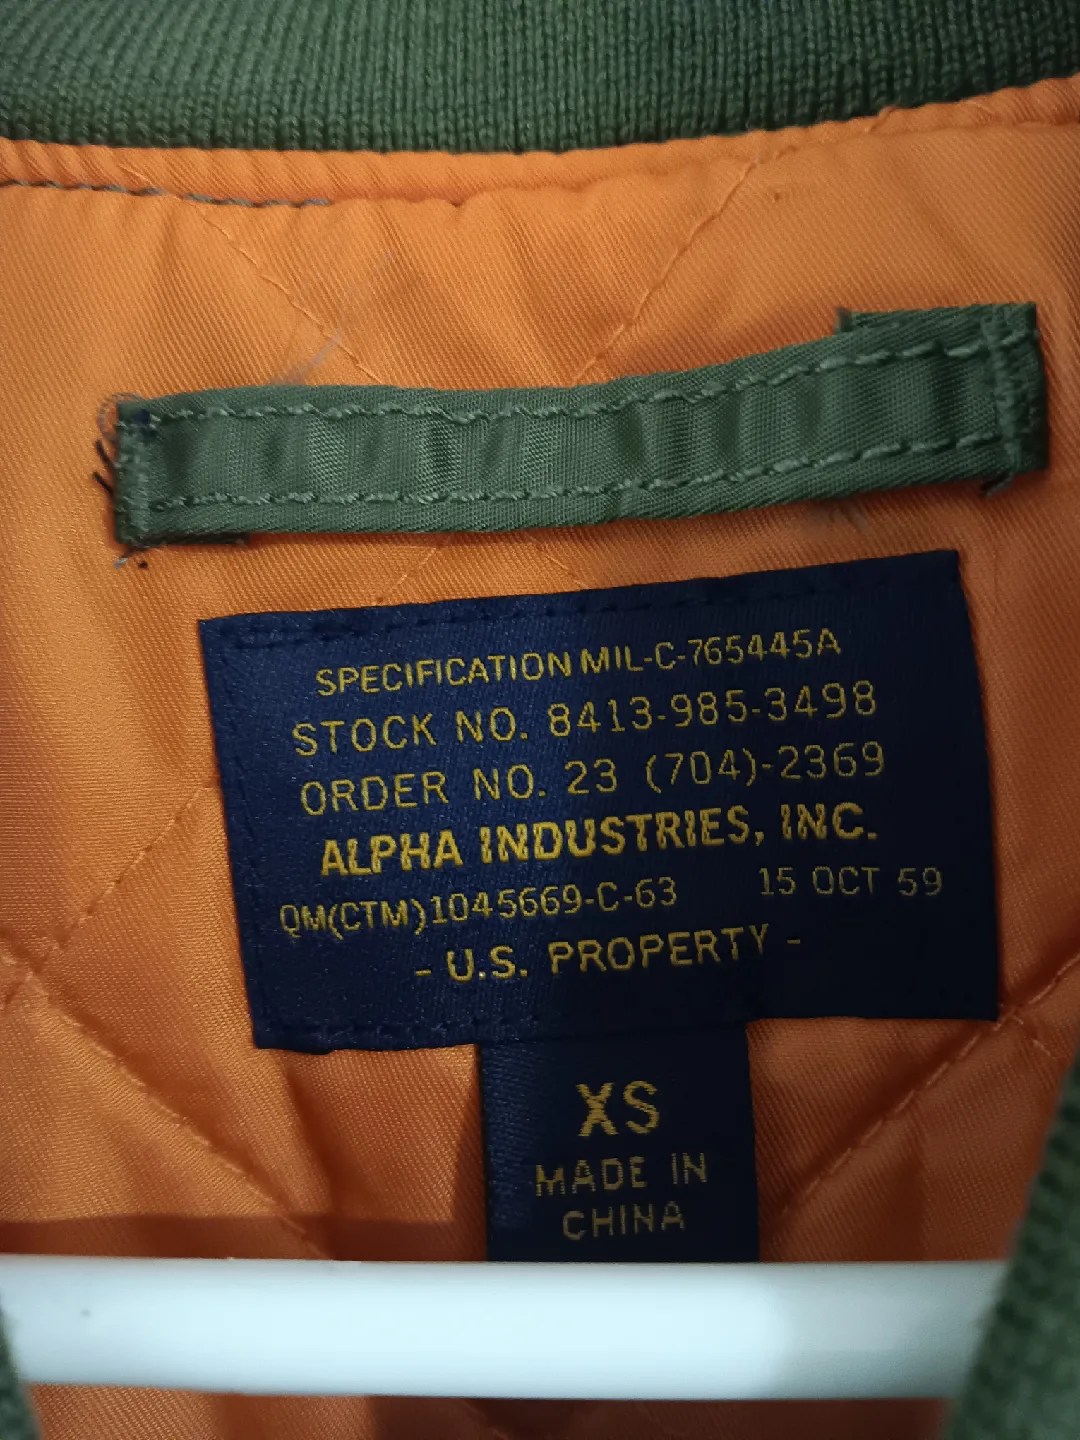 SPECIFICATION MIL-C-765445A
STOCK NO. 8413-985-3498
ORDER NO. 23 (704)-2369
ALPHA INDUSTRIES, INC.
QM(CTM)1045669-C-63 15 OCT 59
- U.S. PROPERTY -
XS
MADE IN
CHINA